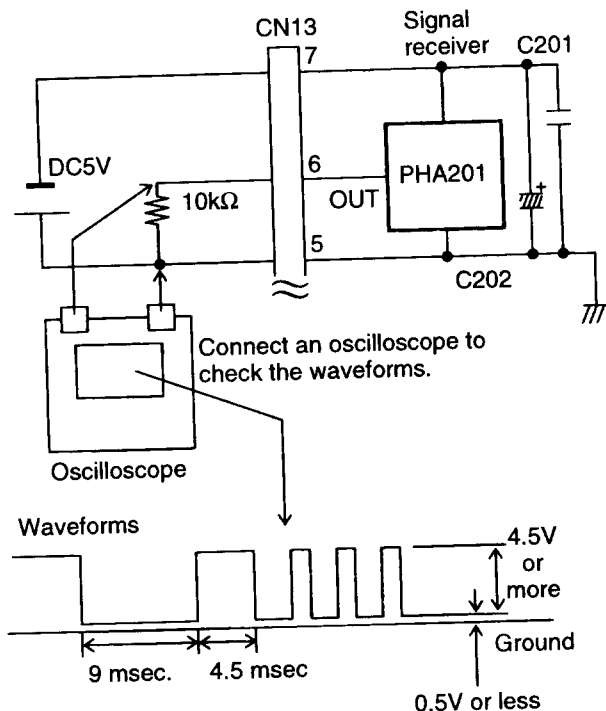 CN13
Signal
receiver
7
C201
DC5V
6
10kΩ
OUT
PHA201
+
5
C202
Connect an oscilloscope to
check the waveforms.
Oscilloscope
Waveforms
4.5V
or
more
9 msec.
4.5 msec
Ground
0.5V or less